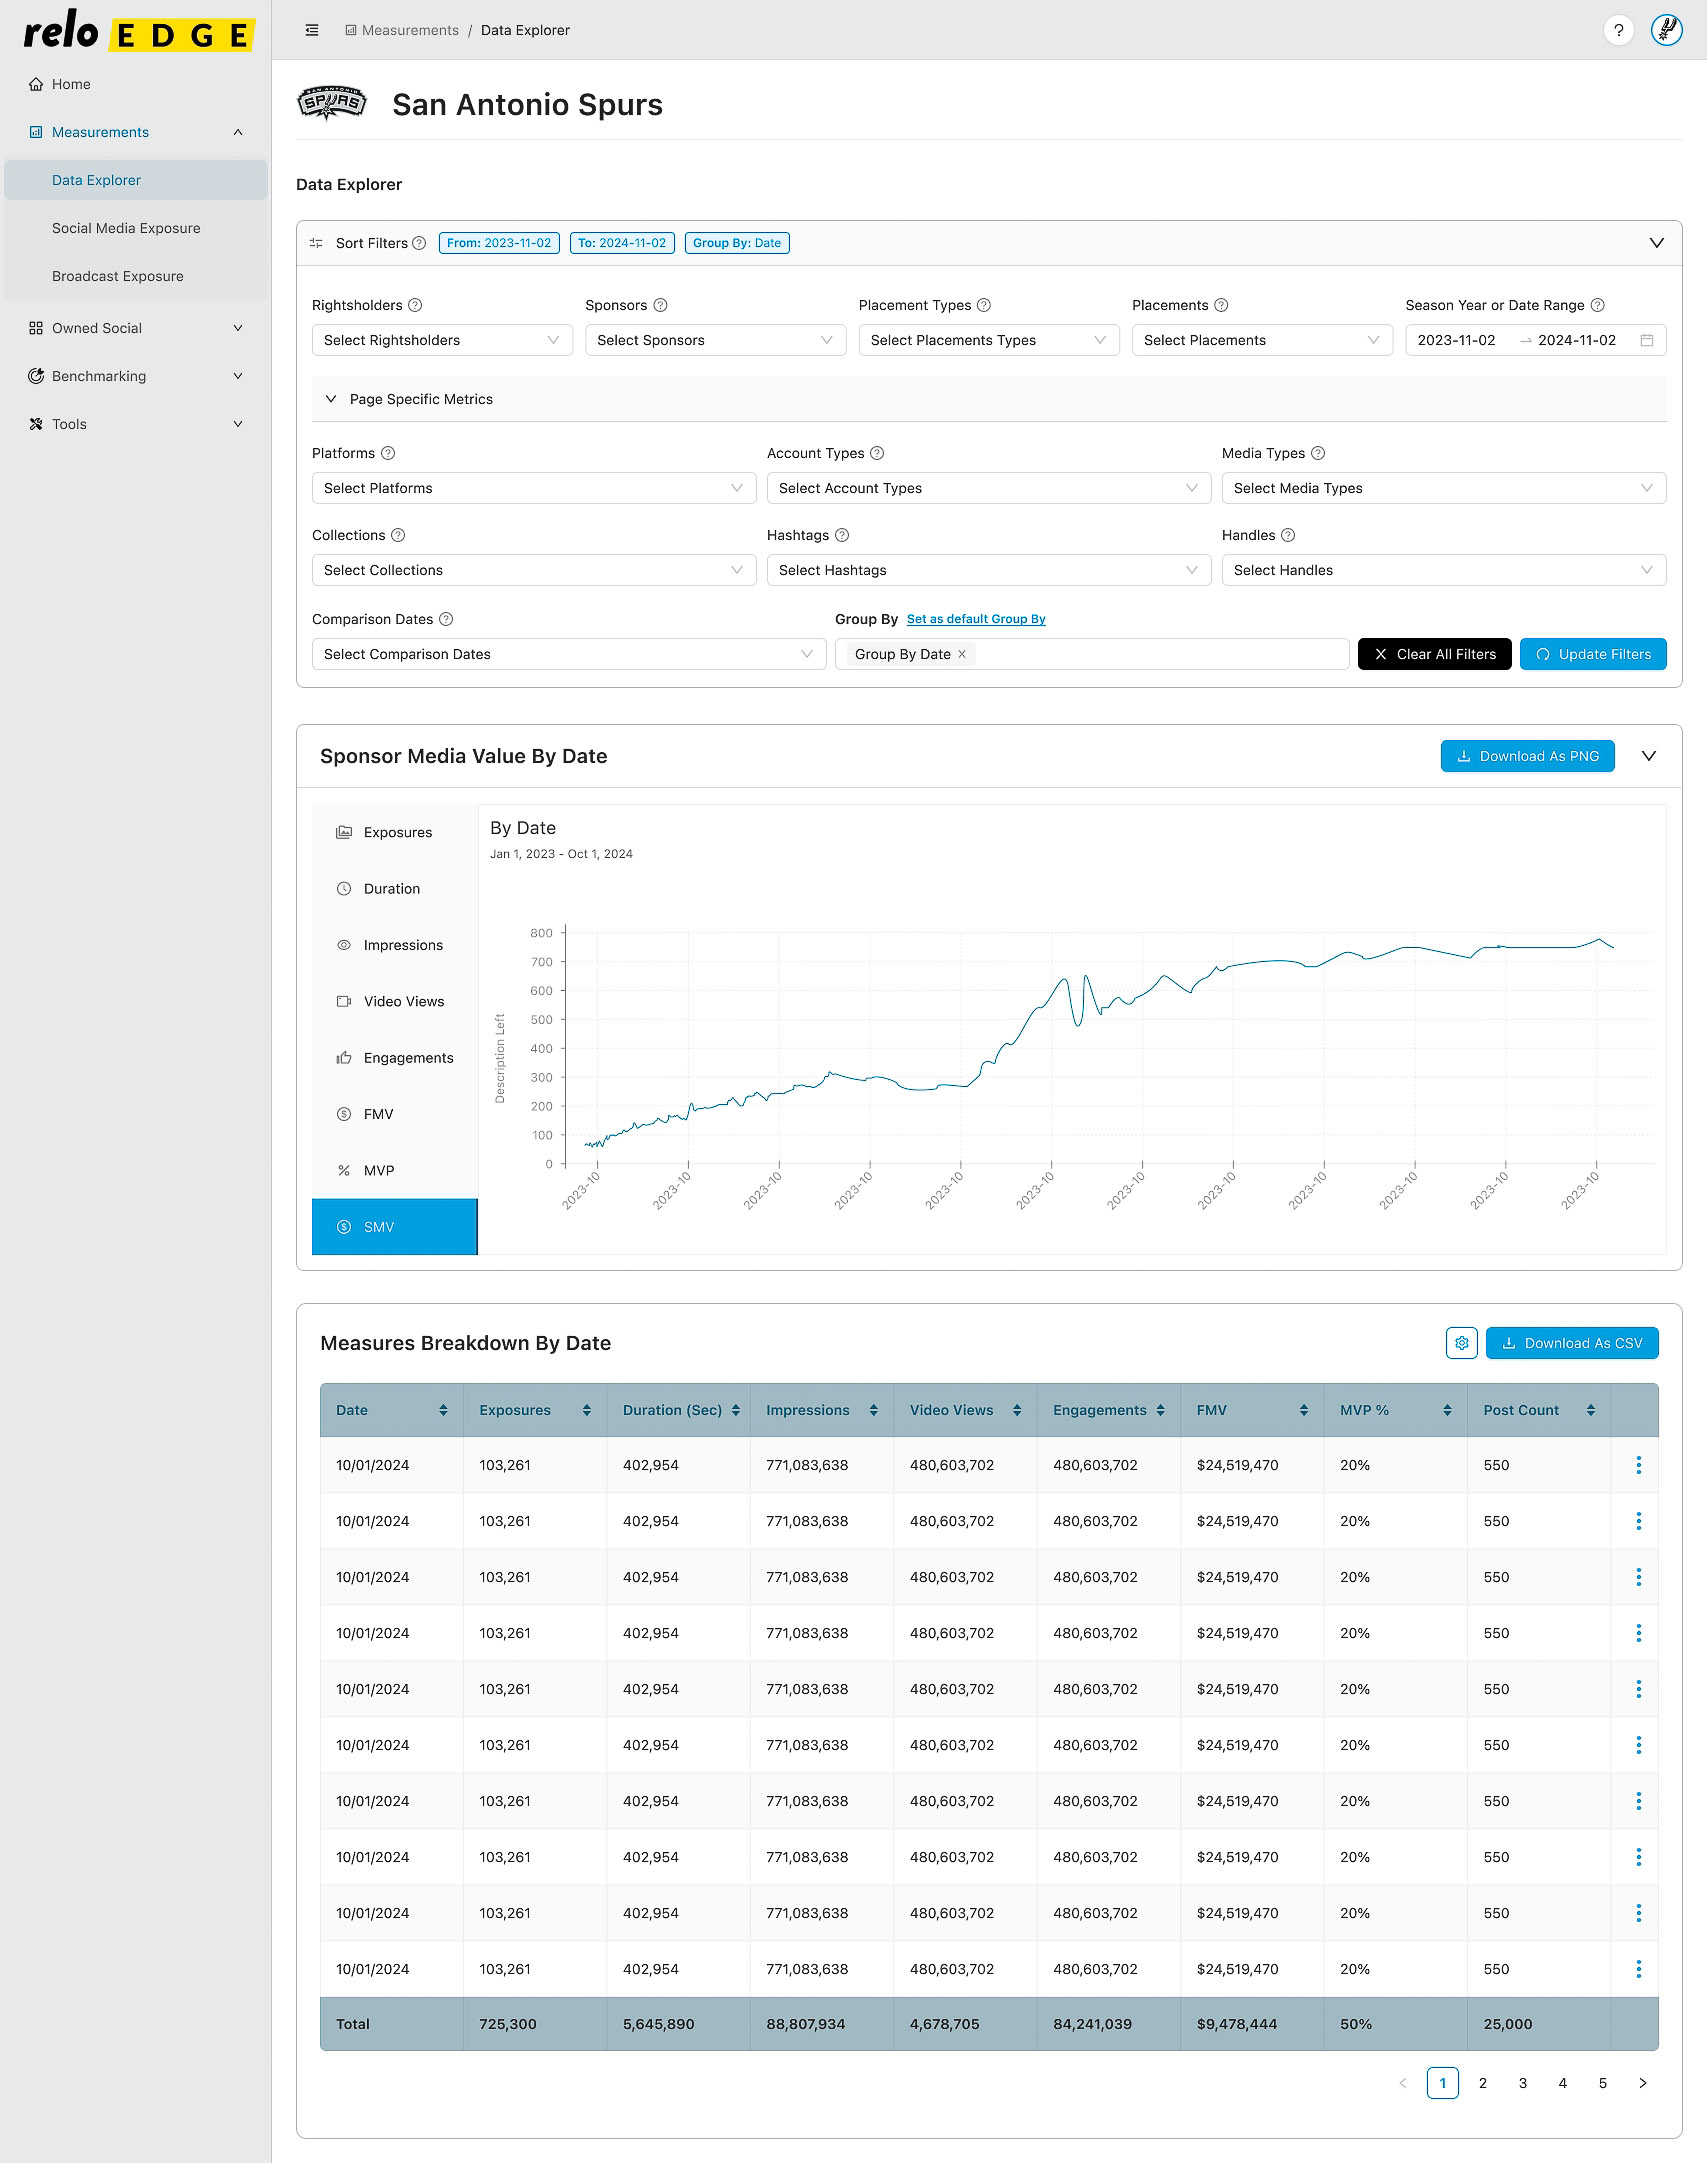 relo EDGE
Measurements / Data Explorer
?
Home
Measurements
Data Explorer
Social Media Exposure
Broadcast Exposure
Owned Social
Benchmarking
Tools
SAN ANTONIO
SPURS
San Antonio Spurs
Data Explorer
Sort Filters ? From: 2023-11-02 To: 2024-11-02 Group By: Date
Rightsholders ? Sponsors ? Placement Types ? Placements ? Season Year or Date Range ?
Select Rightsholders Select Sponsors Select Placements Types Select Placements 2023-11-02 → 2024-11-02
Page Specific Metrics
Platforms ? Account Types ? Media Types ?
Select Platforms Select Account Types Select Media Types
Collections ? Hashtags ? Handles ?
Select Collections Select Hashtags Select Handles
Comparison Dates ? Group By Set as default Group By
Select Comparison Dates Group By Date × Clear All Filters Update Filters
Sponsor Media Value By Date Download As PNG
Exposures
Duration
Impressions
Video Views
Engagements
FMV
MVP
SMV
By Date
Jan 1, 2023 - Oct 1, 2024
Description Left
800
700
600
500
400
300
200
100
0
2023-10 2023-10 2023-10 2023-10 2023-10 2023-10 2023-10 2023-10 2023-10 2023-10 2023-10 2023-10
Measures Breakdown By Date Download As CSV
Date Exposures Duration (Sec) Impressions Video Views Engagements FMV MVP % Post Count
10/01/2024 103,261 402,954 771,083,638 480,603,702 480,603,702 $24,519,470 20% 550
10/01/2024 103,261 402,954 771,083,638 480,603,702 480,603,702 $24,519,470 20% 550
10/01/2024 103,261 402,954 771,083,638 480,603,702 480,603,702 $24,519,470 20% 550
10/01/2024 103,261 402,954 771,083,638 480,603,702 480,603,702 $24,519,470 20% 550
10/01/2024 103,261 402,954 771,083,638 480,603,702 480,603,702 $24,519,470 20% 550
10/01/2024 103,261 402,954 771,083,638 480,603,702 480,603,702 $24,519,470 20% 550
10/01/2024 103,261 402,954 771,083,638 480,603,702 480,603,702 $24,519,470 20% 550
10/01/2024 103,261 402,954 771,083,638 480,603,702 480,603,702 $24,519,470 20% 550
10/01/2024 103,261 402,954 771,083,638 480,603,702 480,603,702 $24,519,470 20% 550
10/01/2024 103,261 402,954 771,083,638 480,603,702 480,603,702 $24,519,470 20% 550
Total 725,300 5,645,890 88,807,934 4,678,705 84,241,039 $9,478,444 50% 25,000
< 1 2 3 4 5 >